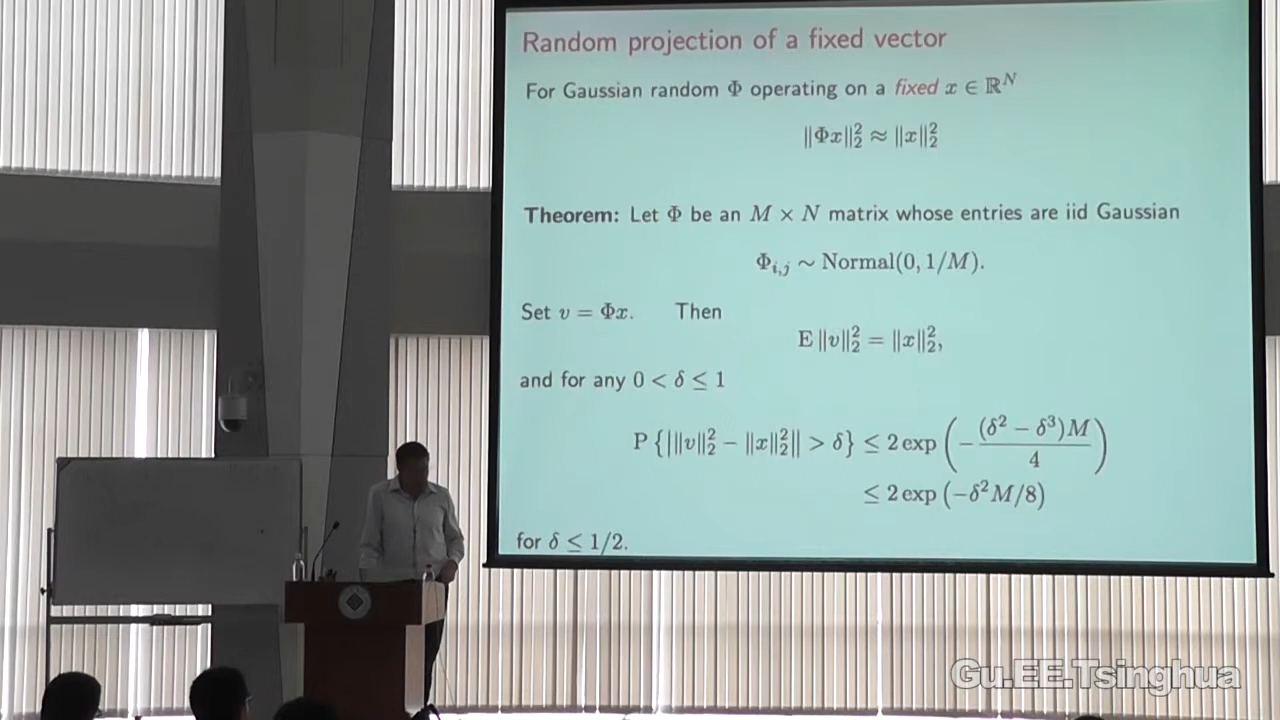 Random projection of a fixed vector
For Gaussian random Φ operating on a fixed x ∈ ℝ^N
‖Φx‖₂² ≈ ‖x‖₂²
Theorem: Let Φ be an M × N matrix whose entries are iid Gaussian
Φ_{i,j} ∼ Normal(0, 1/M).
Set v = Φx. Then
E ‖v‖₂² = ‖x‖₂²,
and for any 0 < δ ≤ 1
P {|‖v‖₂² − ‖x‖₂²‖ > δ} ≤ 2 exp (−(δ² − δ³)M/4)
≤ 2 exp (−δ²M/8)
for δ ≤ 1/2.
Gu.EE.Tsinghua